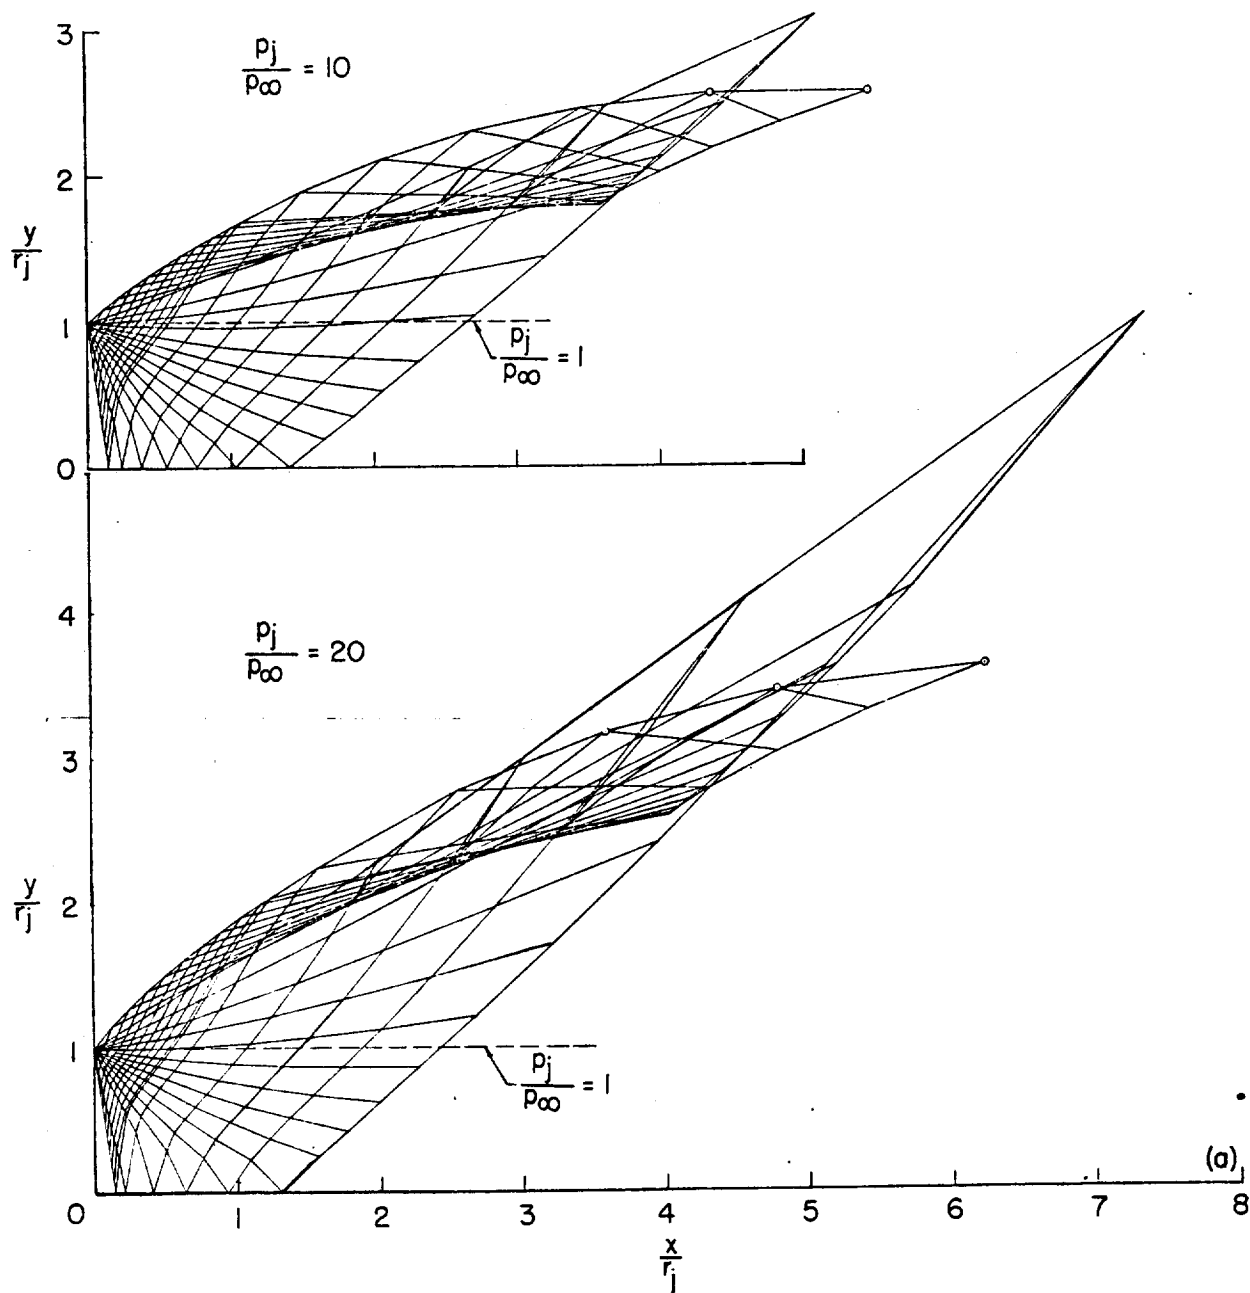 3
pj/p∞ = 10
2
y/rj
1
pj/p∞ = 1
0
4
4
pj/p∞ = 20
3
y/rj
2
1
pj/p∞ = 1
(a)
0 1 2 3 4 5 6 7 8
x/rj